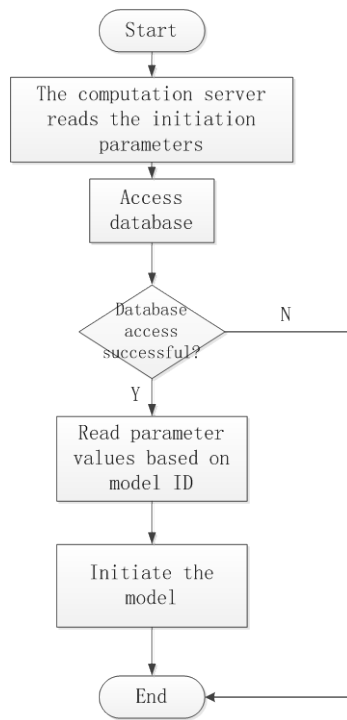 Start
The computation server
reads the initiation
parameters
Access
database
Database
access
successful?
N
Y
Read parameter
values based on
model ID
Initiate the
model
End